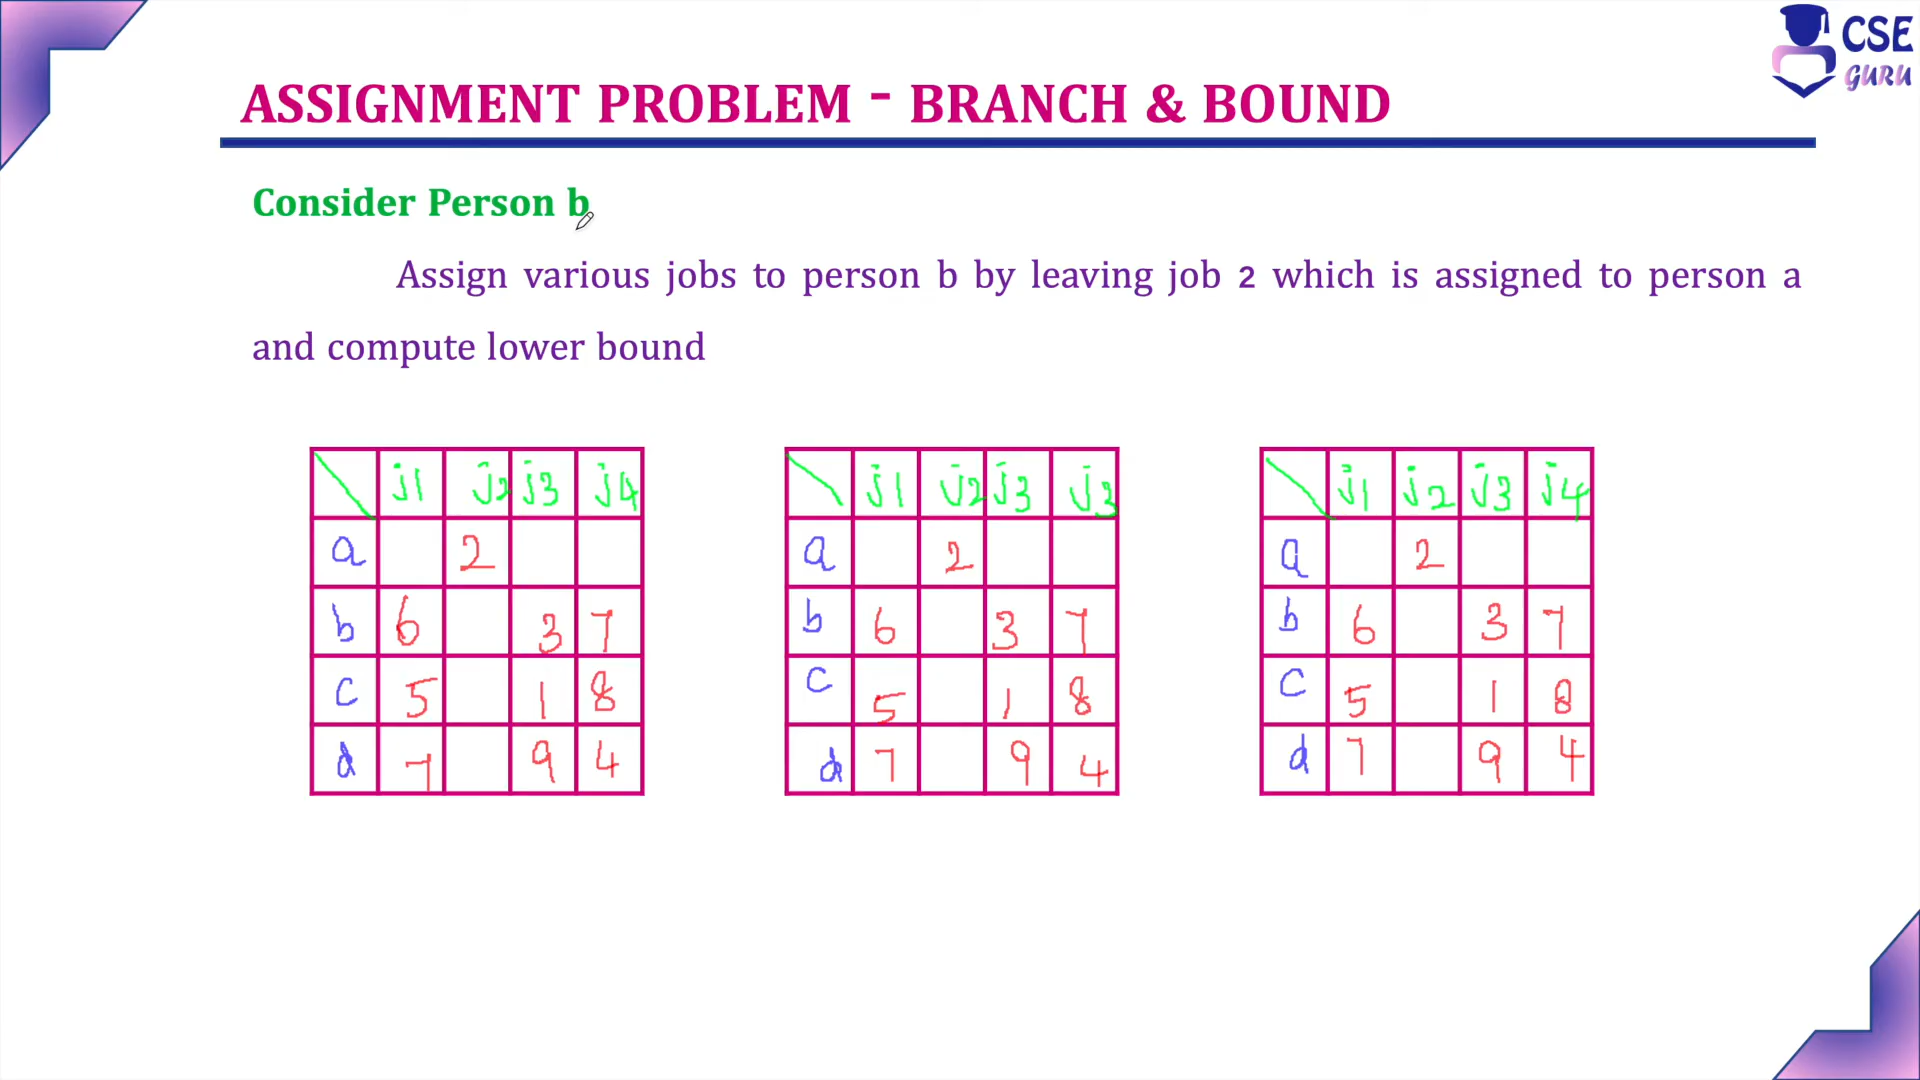 CSE
GURU
ASSIGNMENT PROBLEM - BRANCH & BOUND
Consider Person b
Assign various jobs to person b by leaving job 2 which is assigned to person a
and compute lower bound
j1 j2 j3 j4
a 2
b 6 3 7
c 5 1 8
d 7 9 4
j1 j2 j3 j3
a 2
b 6 3 7
c 5 1 8
d 7 9 4
j1 j2 j3 j4
a 2
b 6 3 7
c 5 1 8
d 7 9 4